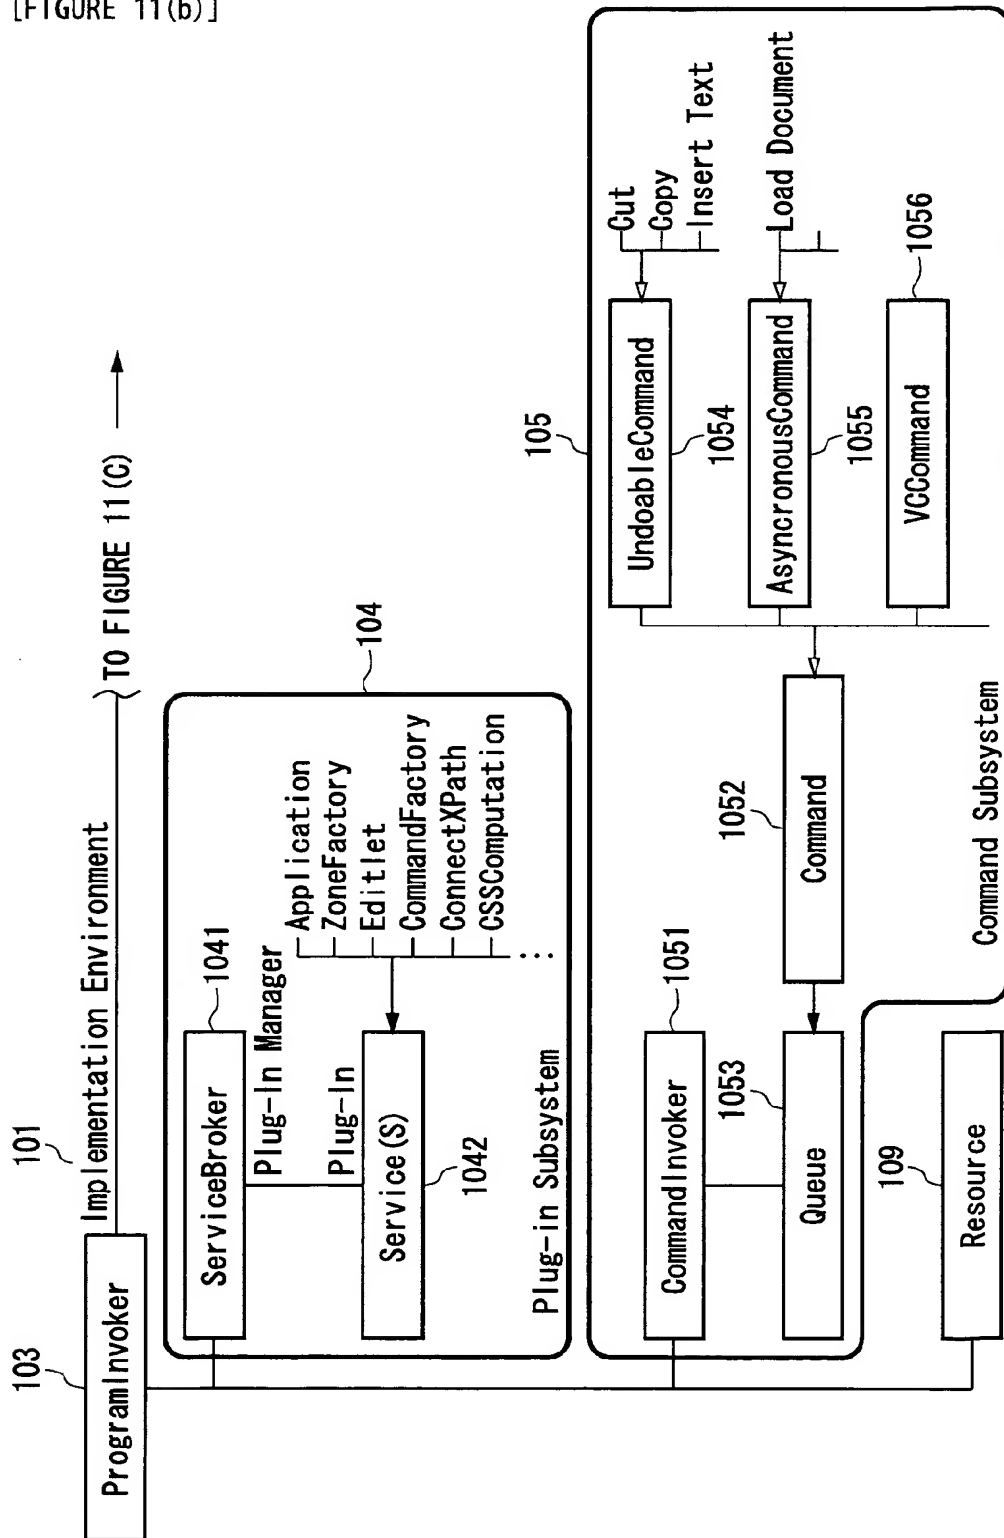 [FIGURE 11(b)]
101
Implementation Environment
TO FIGURE 11(C)
103
ProgramInvoker
104
1041
ServiceBroker
Plug-In Manager
Plug-In
Service(S)
1042
Application
ZoneFactory
Editlet
CommandFactory
ConnectXPath
CSSComputation
Plug-in Subsystem
105
1051
CommandInvoker
1053
Queue
1052
Command
UndoableCommand
1054
Cut
Copy
Insert Text
AsyncronousCommand
1055
Load Document
VCCommand
1056
Command Subsystem
109
Resource